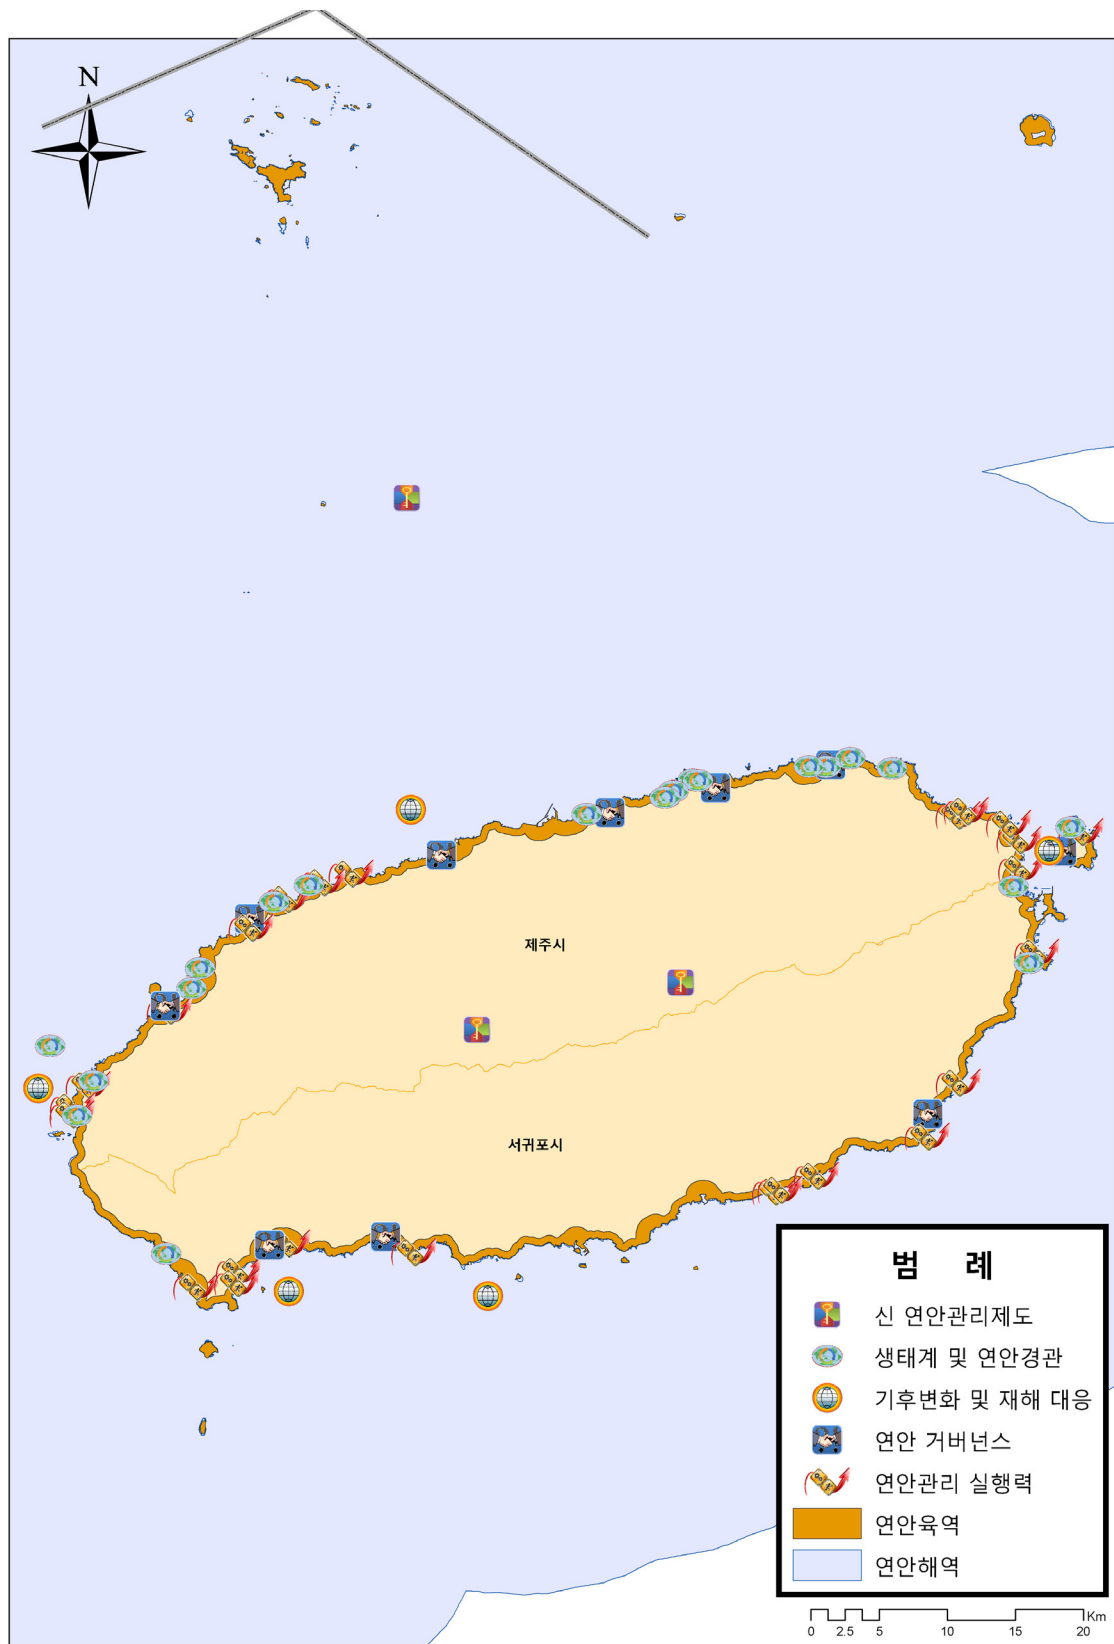 N
제주시
서귀포시
범 례
신 연안관리제도
생태계 및 연안경관
기후변화 및 재해 대응
연안 거버넌스
연안관리 실행력
연안육역
연안해역
Km
0 2.5 5 10 15 20